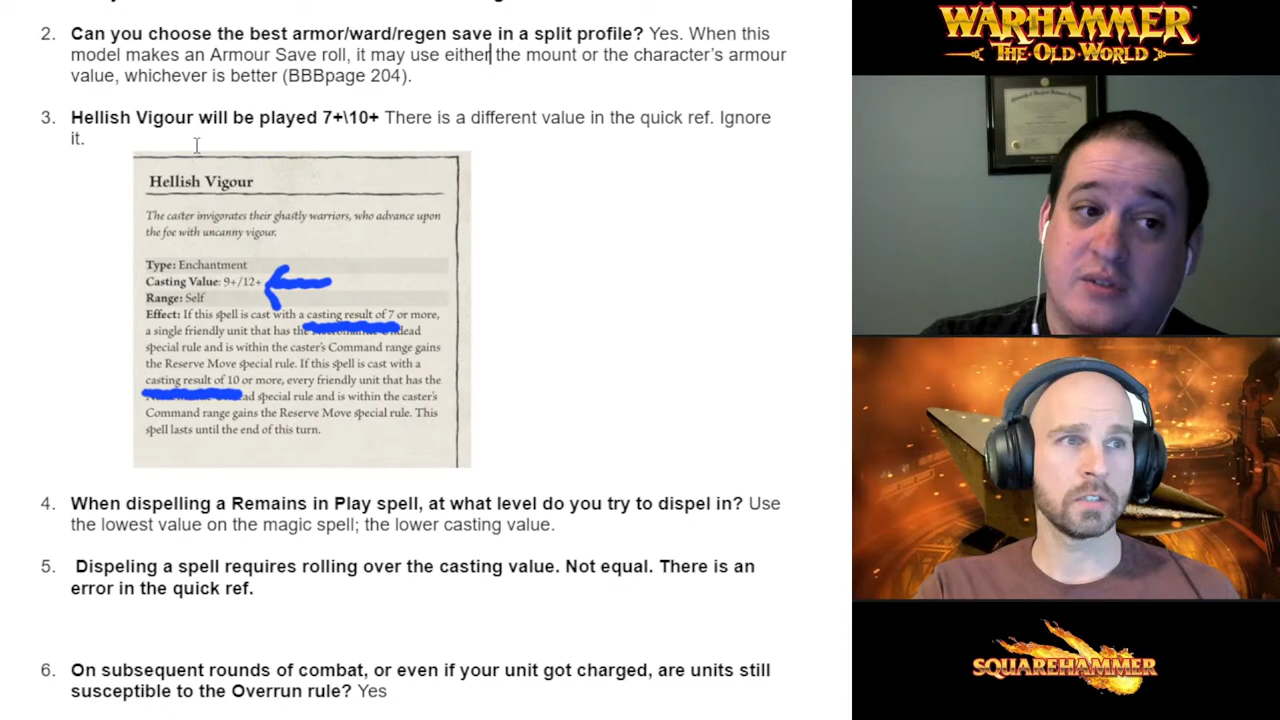 2. Can you choose the best armor/ward/regen save in a split profile? Yes. When this
model makes an Armour Save roll, it may use either the mount or the character's armour
value, whichever is better (BBBpage 204).
3. Hellish Vigour will be played 7+\10+ There is a different value in the quick ref. Ignore
it.
Hellish Vigour
The caster invigorates their ghastly warriors, who advance upon
the foe with uncanny vigour.
Type: Enchantment
Casting Value: 9+/12+
Range: Self
Effect: If this spell is cast with a casting result of 7 or more,
a single friendly unit that has the
special rule and is within the caster's Command range gains
the Reserve Move special rule. If this spell is cast with a
casting result of 10 or more, every friendly unit that has the
special rule and is within the caster's
Command range gains the Reserve Move special rule. This
spell lasts until the end of this turn.
4. When dispelling a Remains in Play spell, at what level do you try to dispel in? Use
the lowest value on the magic spell; the lower casting value.
5. Dispeling a spell requires rolling over the casting value. Not equal. There is an
error in the quick ref.
6. On subsequent rounds of combat, or even if your unit got charged, are units still
susceptible to the Overrun rule? Yes
WARHAMMER
THE OLD WORLD
SQUAREHAMMER